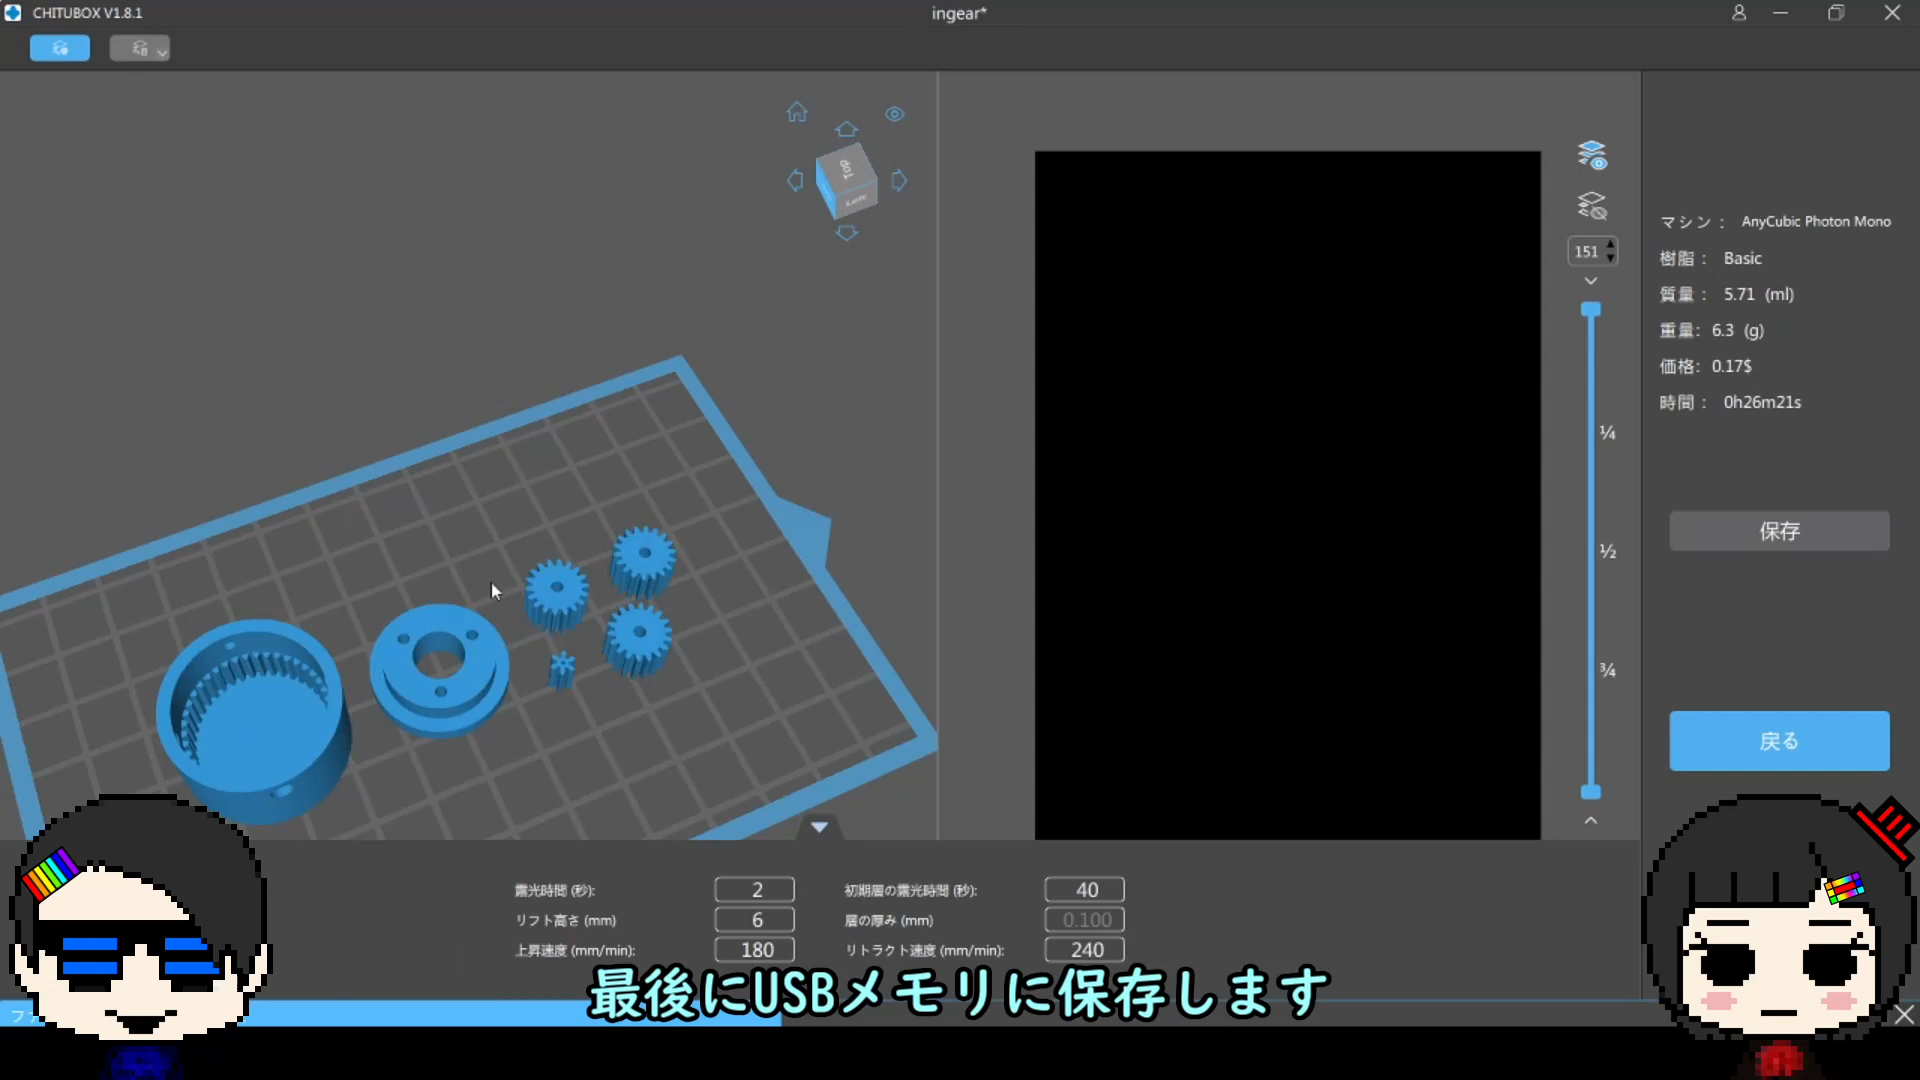 CHITUBOX V1.8.1
ingear*
Top
Left
151
¼
½
¾
マシン： AnyCubic Photon Mono
樹脂： Basic
質量： 5.71 (ml)
重量: 6.3 (g)
価格: 0.17$
時間： 0h26m21s
保存
戻る
露光時間 (秒): 2 初期層の露光時間 (秒): 40
リフト高さ (mm) 6 層の厚み (mm) 0.100
上昇速度 (mm/min): 180 リトラクト速度 (mm/min): 240
最後にUSBメモリに保存します